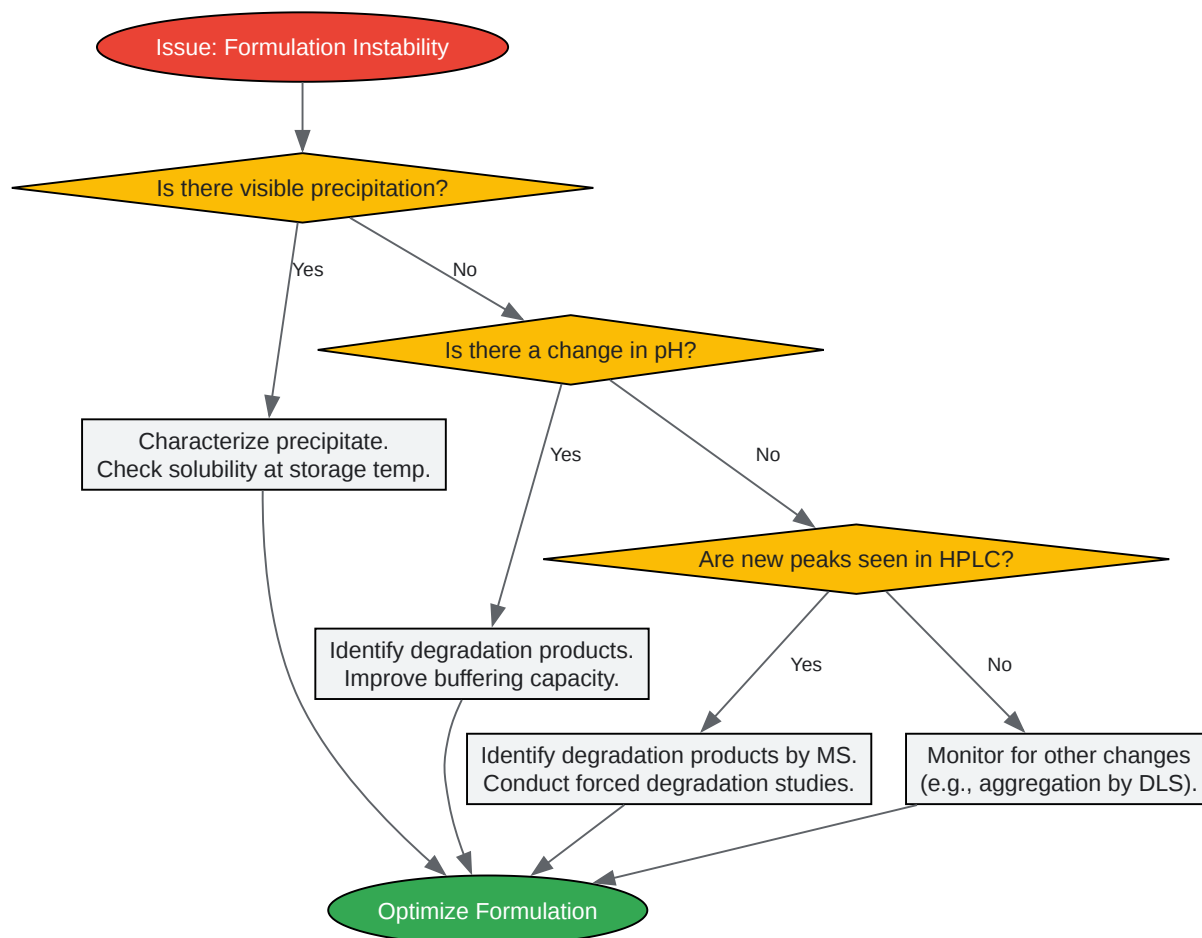 Issue: Formulation Instability
Is there visible precipitation?
Yes
No
Is there a change in pH?
Characterize precipitate.
Check solubility at storage temp.
Yes
No
Are new peaks seen in HPLC?
Identify degradation products.
Improve buffering capacity.
Yes
No
Identify degradation products by MS.
Conduct forced degradation studies.
Monitor for other changes
(e.g., aggregation by DLS).
Optimize Formulation